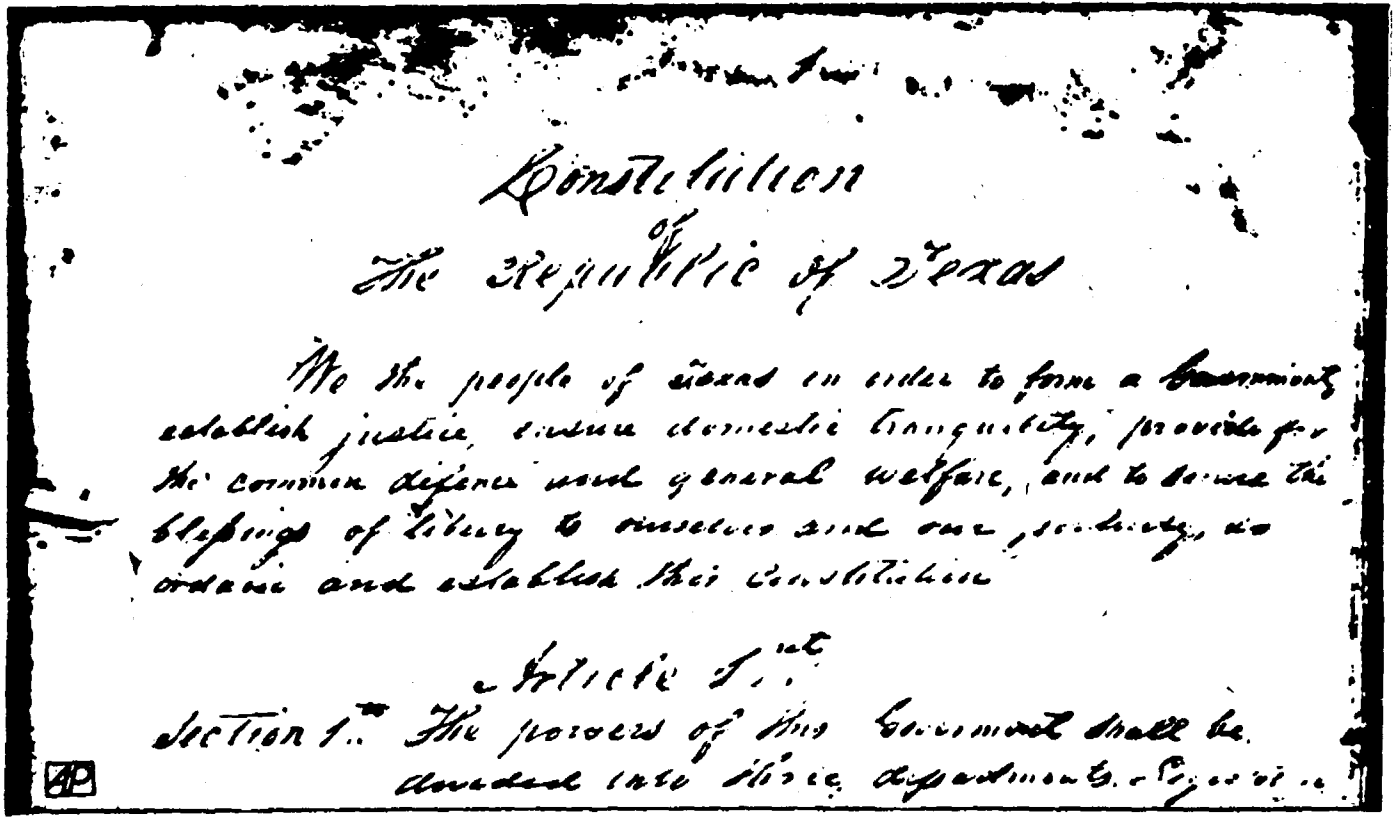 Constitution
of
The Republic of Texas
We the people of Texas in order to form a Government,
establish justice, ensure domestic tranquility, provide for
the common defence and general welfare, and to secure the
blessings of liberty to ourselves and our posterity, do
ordain and establish this constitution
Article 1st
Section 1st The powers of this Government shall be
divided into three departments.
AP